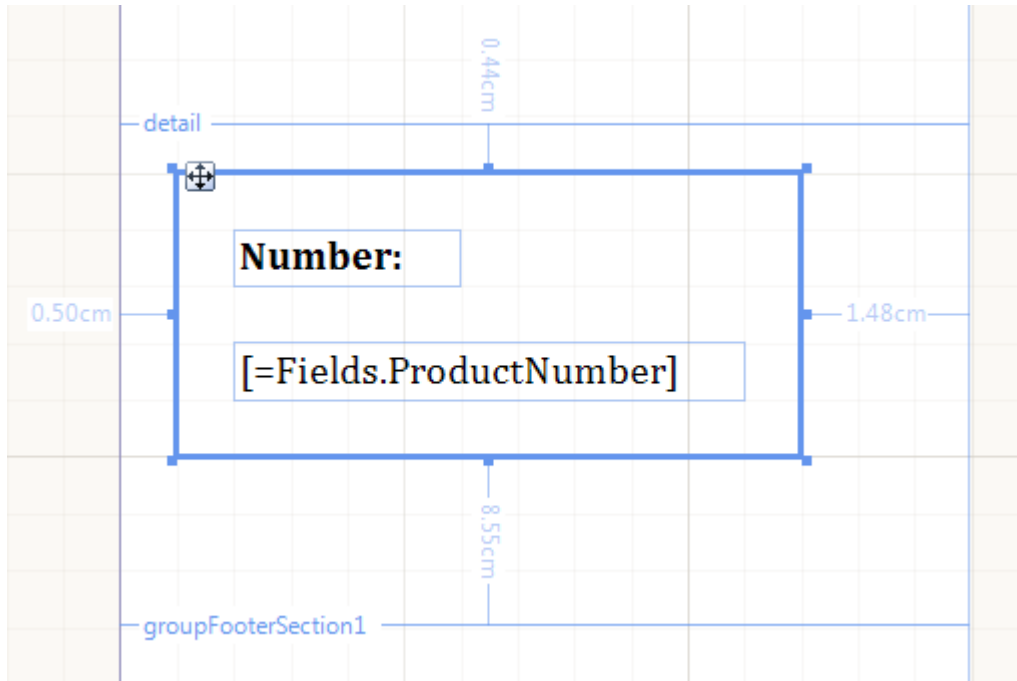 0.44cm
detail
Number:
0.50cm
1.48cm
[=Fields.ProductNumber]
8.55cm
groupFooterSection1